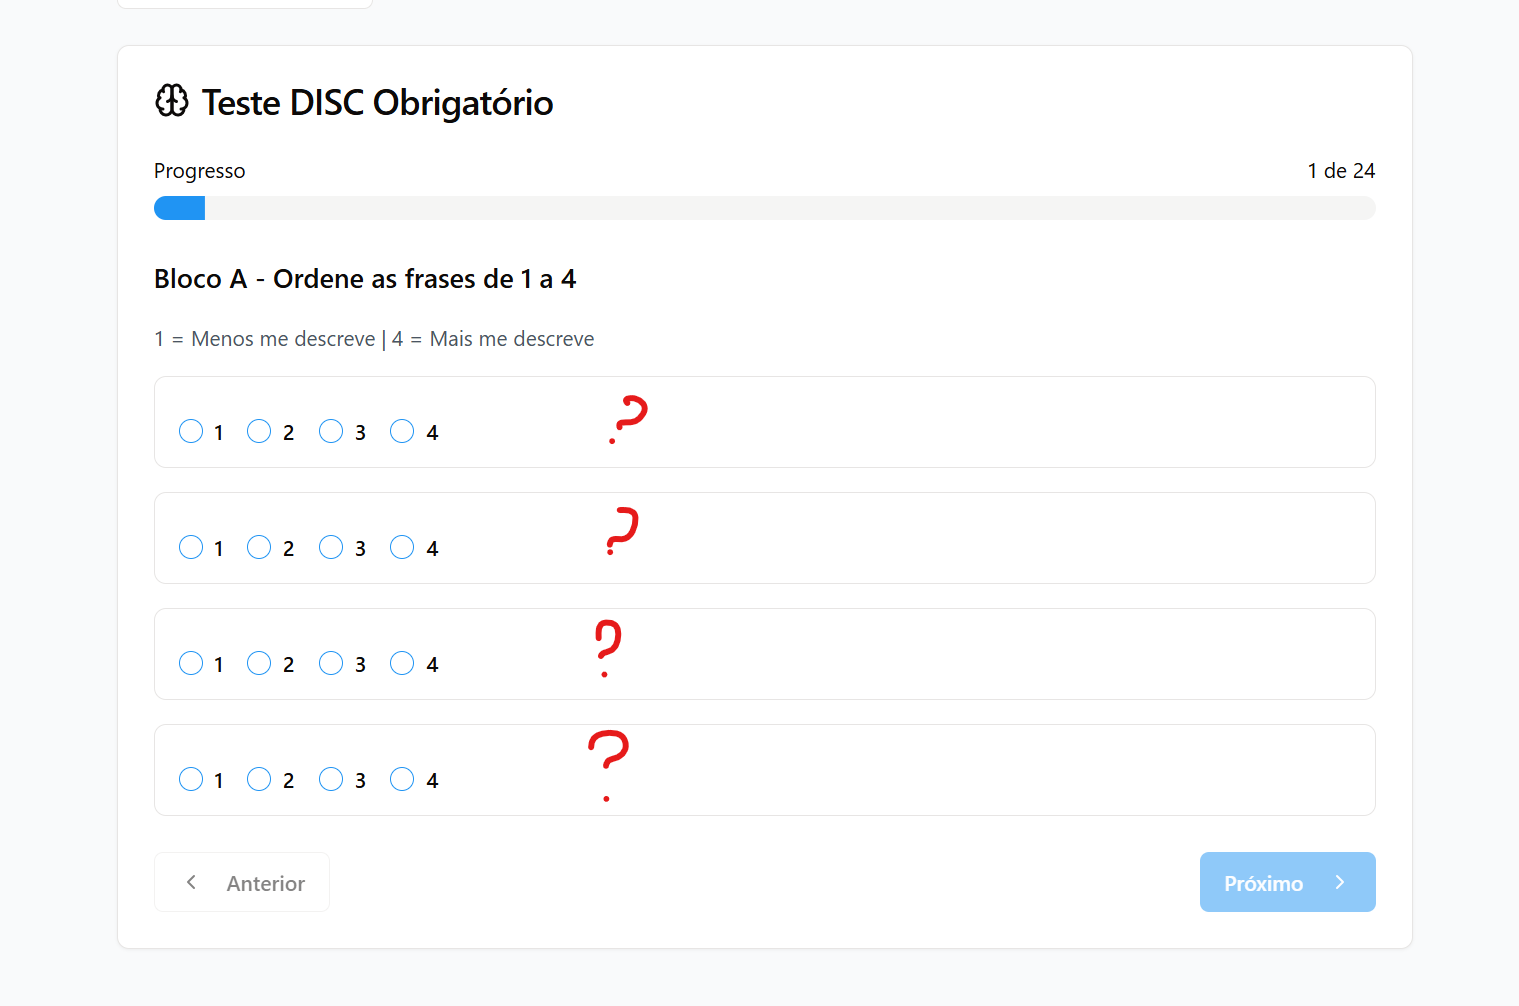 Teste DISC Obrigatório
Progresso
1 de 24
Bloco A - Ordene as frases de 1 a 4
1 = Menos me descreve | 4 = Mais me descreve
1 2 3 4 ?
1 2 3 4 ?
1 2 3 4 ?
1 2 3 4 ?
Anterior
Próximo